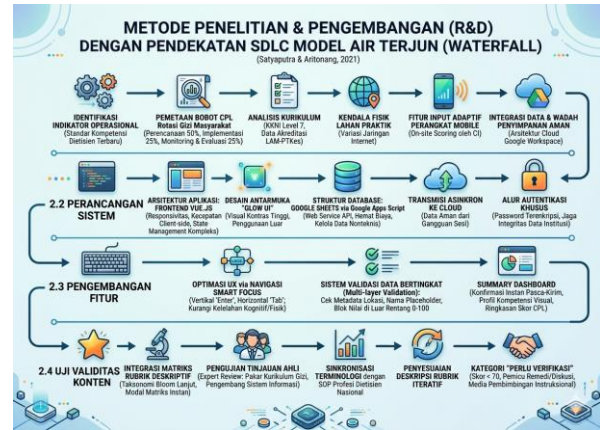 METODE PENELITIAN & PENGEMBANGAN (R&D)
DENGAN PENDEKATAN SDLC MODEL AIR TERJUN (WATERFALL)
(Satyaputra & Aritonang, 2021)
IDENTIFIKASI
INDIKATOR OPERASIONAL
(Standar Kompetensi
Dietisien Terbaru)
PEMETAAN BOBOT CPL
Rotasi Gizi Masyarakat
(Perencanaan 50%, Implementasi
25%, Monitoring & Evaluasi 25%)
ANALISIS KURIKULUM
(KKNI Level 7,
Data Akreditasi
LAM-PTKes)
KENDALA FISIK
LAHAN PRAKTIK
(Variasi Jaringan
Internet)
FITUR INPUT ADAPTIF
PERANGKAT MOBILE
(On-site Scoring oleh CI)
INTEGRASI DATA & WADAH
PENYIMPANAN AMAN
(Arsitektur Cloud
Google Workspace)
2.2 PERANCANGAN
SISTEM
ARSITEKTUR APLIKASI:
FRONTEND VUE.JS
(Responsivitas, Kecepatan
Client-side, State
Management Kompleks)
DESAIN ANTARMUKA
"GLOW UI"
(Visual Kontras Tinggi,
Penggunaan Luar)
STRUKTUR DATABASE:
GOOGLE SHEETS via Google Apps Script
(Web Service API, Hemat Biaya,
Kelola Data Nonteknis)
TRANSMISI ASINKRON
KE CLOUD
(Data Aman dari
Gangguan Sesi)
ALUR AUTENTIKASI
KHUSUS
(Password Terenkripsi, Jaga
Integritas Data Institusi)
2.3 PENGEMBANGAN
FITUR
OPTIMASI UX via NAVIGASI
SMART FOCUS
(Vertikal 'Enter', Horizontal 'Tab';
Kurangi Kelelahan Kognitif/Fisik)
SISTEM VALIDASI DATA BERTINGKAT
(Multi-layer Validation):
Cek Metadata Lokasi, Nama Placeholder,
Blok Nilai di Luar Rentang 0-100
SUMMARY DASHBOARD
(Konfirmasi Instan Pasca-Kirim,
Profil Kompetensi Visual,
Ringkasan Skor CPL)
2.4 UJI VALIDITAS
KONTEN
INTEGRASI MATRIKS
RUBRIK DESKRIPTIF
(Taksonomi Bloom Lanjut,
Modal Matriks Instan)
PENGUJIAN TINJAUAN AHLI
(Expert Review: Pakar Kurikulum Gizi,
Pengembang Sistem Informasi)
SINKRONISASI
TERMINOLOGI dengan
SOP Profesi Dietisien
Nasional
PENYESUAIAN
DESKRIPSI RUBRIK
ITERATIF
KATEGORI "PERLU VERIFIKASI"
(Skor < 70, Pemicu Remedi/Diskusi,
Media Pembimbingan Instruksional)